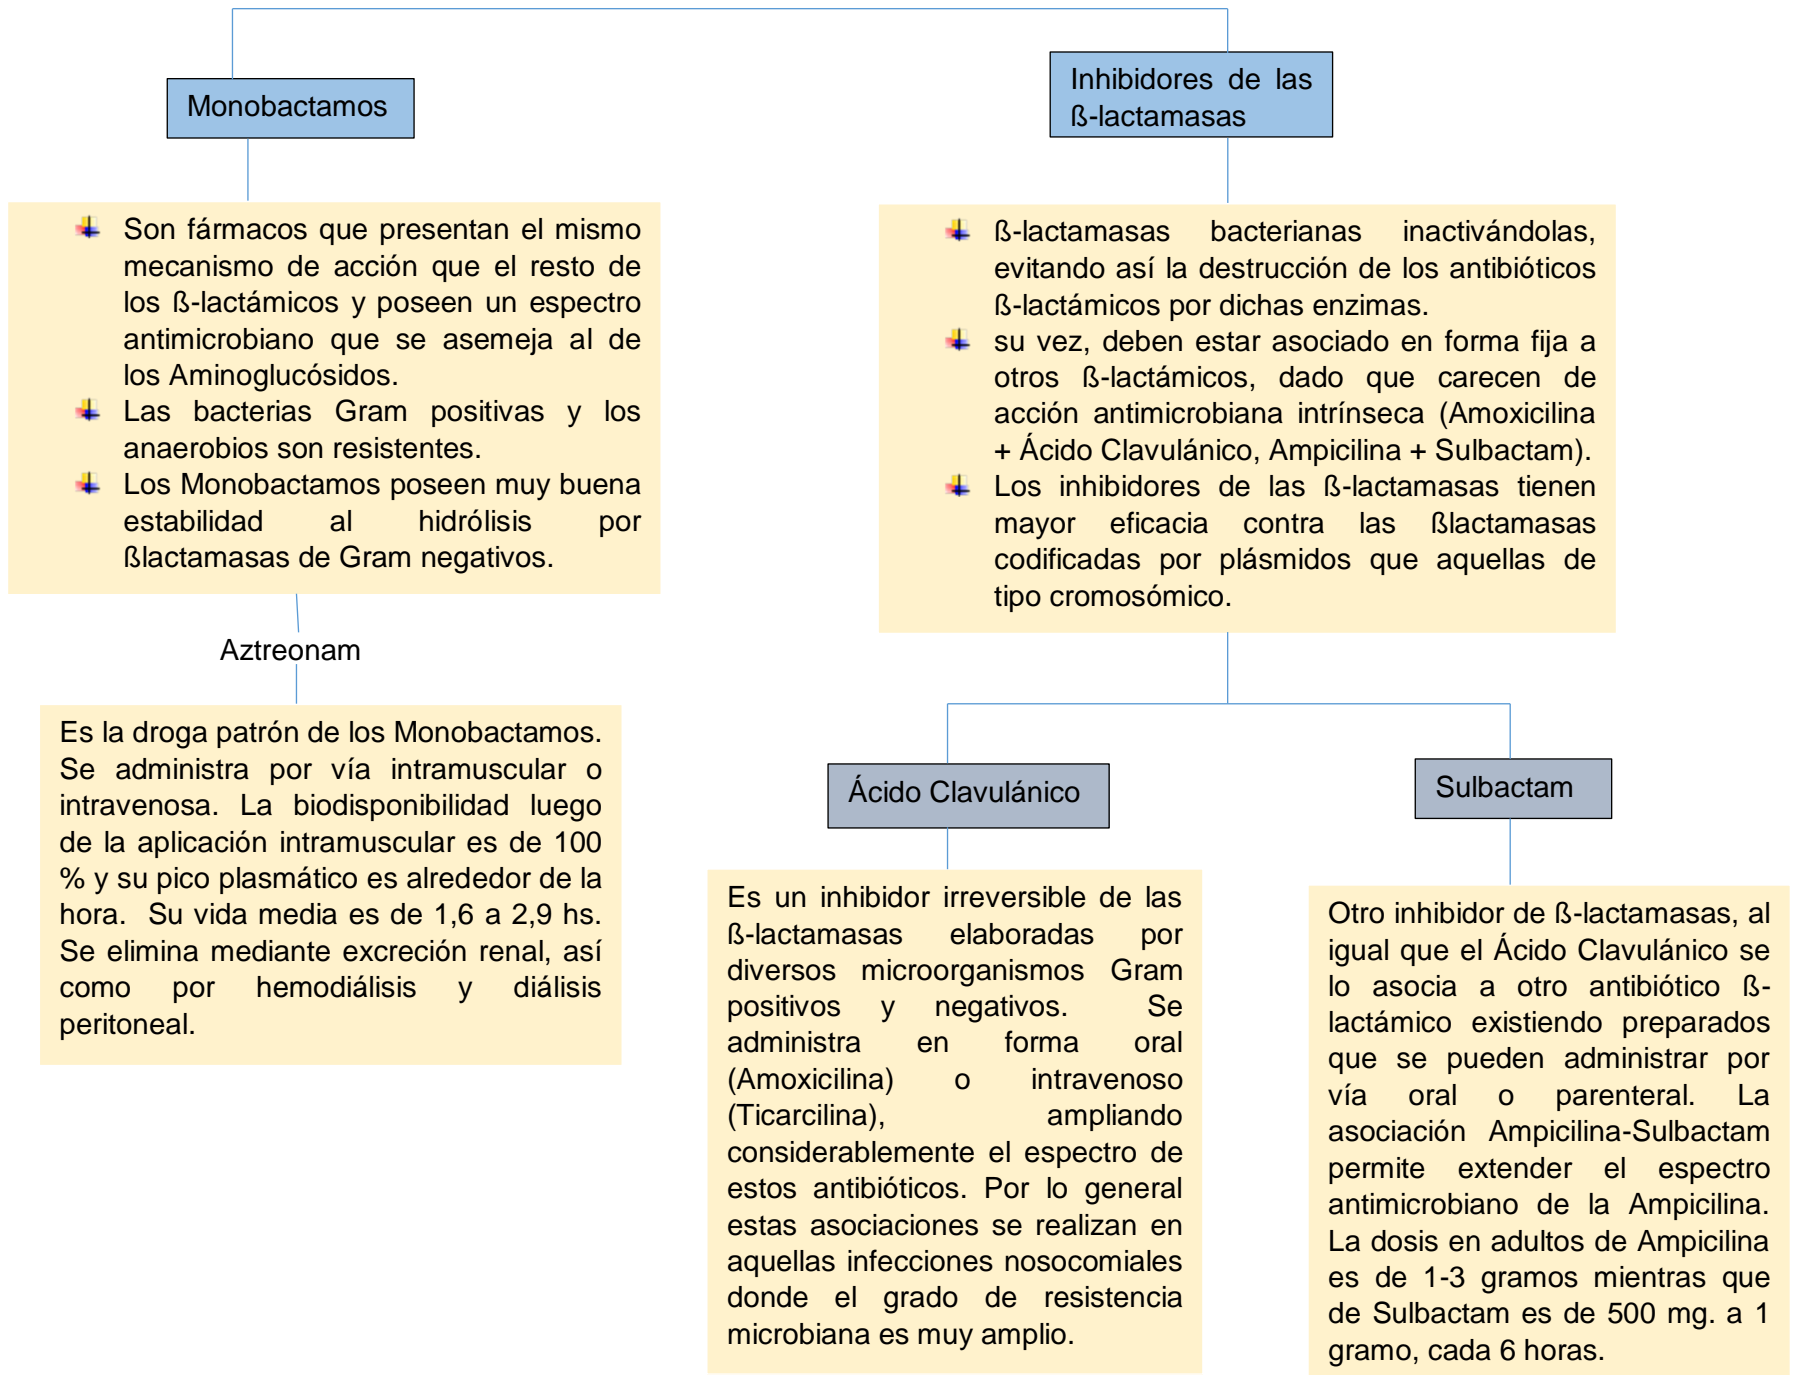 Monobactamos
Son fármacos que presentan el mismo
mecanismo de acción que el resto de
los ß-lactámicos y poseen un espectro
antimicrobiano que se asemeja al de
los Aminoglucósidos.
Las bacterias Gram positivas y los
anaerobios son resistentes.
Los Monobactamos poseen muy buena
estabilidad al hidrólisis por
ßlactamasas de Gram negativos.
Aztreonam
Es la droga patrón de los Monobactamos.
Se administra por vía intramuscular o
intravenosa. La biodisponibilidad luego
de la aplicación intramuscular es de 100
% y su pico plasmático es alrededor de la
hora. Su vida media es de 1,6 a 2,9 hs.
Se elimina mediante excreción renal, así
como por hemodiálisis y diálisis
peritoneal.
Inhibidores de las
ß-lactamasas
ß-lactamasas bacterianas inactivándolas,
evitando así la destrucción de los antibióticos
ß-lactámicos por dichas enzimas.
su vez, deben estar asociado en forma fija a
otros ß-lactámicos, dado que carecen de
acción antimicrobiana intrínseca (Amoxicilina
+ Ácido Clavulánico, Ampicilina + Sulbactam).
Los inhibidores de las ß-lactamasas tienen
mayor eficacia contra las ßlactamasas
codificadas por plásmidos que aquellas de
tipo cromosómico.
Ácido Clavulánico
Es un inhibidor irreversible de las
ß-lactamasas elaboradas por
diversos microorganismos Gram
positivos y negativos. Se
administra en forma oral
(Amoxicilina) o intravenoso
(Ticarcilina), ampliando
considerablemente el espectro de
estos antibióticos. Por lo general
estas asociaciones se realizan en
aquellas infecciones nosocomiales
donde el grado de resistencia
microbiana es muy amplio.
Sulbactam
Otro inhibidor de ß-lactamasas, al
igual que el Ácido Clavulánico se
lo asocia a otro antibiótico ß-
lactámico existiendo preparados
que se pueden administrar por
vía oral o parenteral. La
asociación Ampicilina-Sulbactam
permite extender el espectro
antimicrobiano de la Ampicilina.
La dosis en adultos de Ampicilina
es de 1-3 gramos mientras que
de Sulbactam es de 500 mg. a 1
gramo, cada 6 horas.